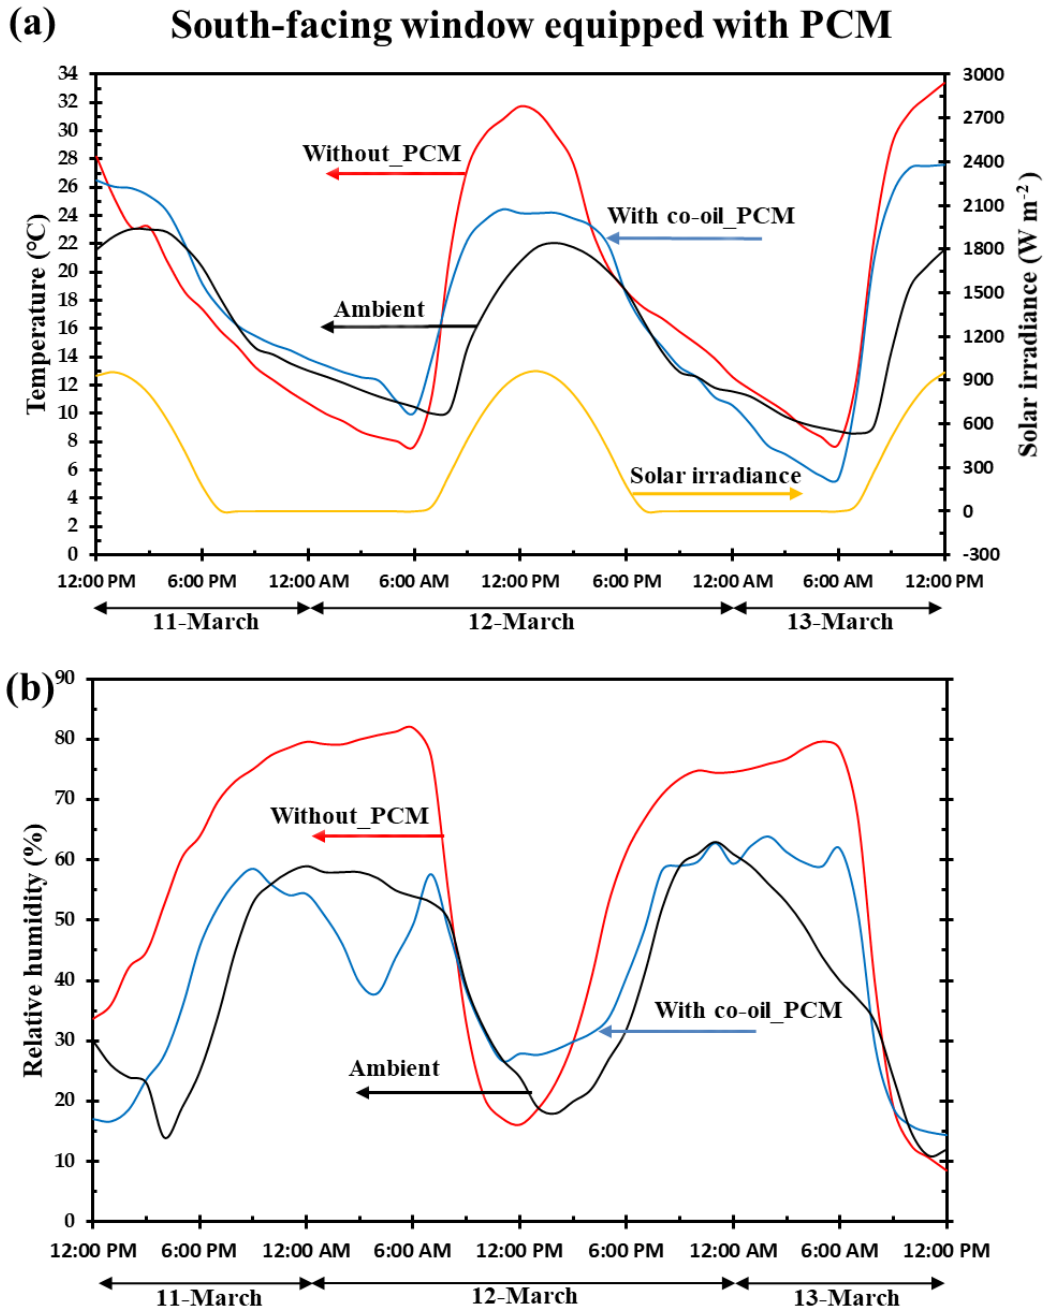 (a) South-facing window equipped with PCM
34 3000
32
2700
30
28 2400
26
2100
24
22 1800
20
18 1500
16
1200
14
12 900
10
600
8
6 300
4
0
2
0 -300
Temperature (℃)
Solar irradiance (W m-2)
Without_PCM
With co-oil_PCM
Ambient
Solar irradiance
12:00 PM 6:00 PM 12:00 AM 6:00 AM 12:00 PM 6:00 PM 12:00 AM 6:00 AM 12:00 PM
11-March 12-March 13-March
(b)
90
80
70
60
50
40
30
20
10
0
Relative humidity (%)
Without_PCM
With co-oil_PCM
Ambient
12:00 PM 6:00 PM 12:00 AM 6:00 AM 12:00 PM 6:00 PM 12:00 AM 6:00 AM 12:00 PM
11-March 12-March 13-March